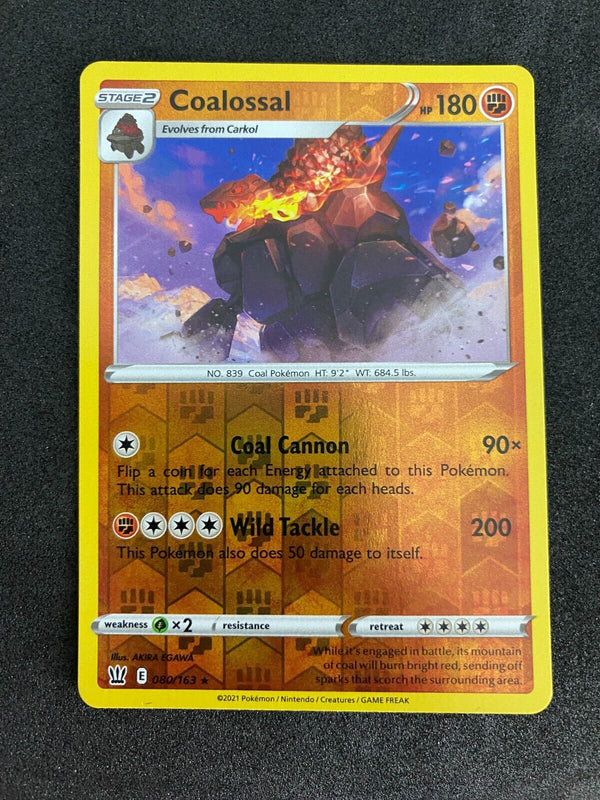 STAGE2 Coalossal HP 180
Evolves from Carkol
NO. 839 Coal Pokémon HT: 9'2" WT: 684.5 lbs.
Coal Cannon 90×
Flip a coin for each Energy attached to this Pokémon.
This attack does 90 damage for each heads.
Wild Tackle 200
This Pokémon also does 50 damage to itself.
weakness ×2 resistance retreat
Illus. AKIRA EGAWA
While it's engaged in battle, its mountain
of coal will burn bright red, sending off
sparks that scorch the surrounding area.
E 080/163 ★
©2021 Pokémon / Nintendo / Creatures / GAME FREAK